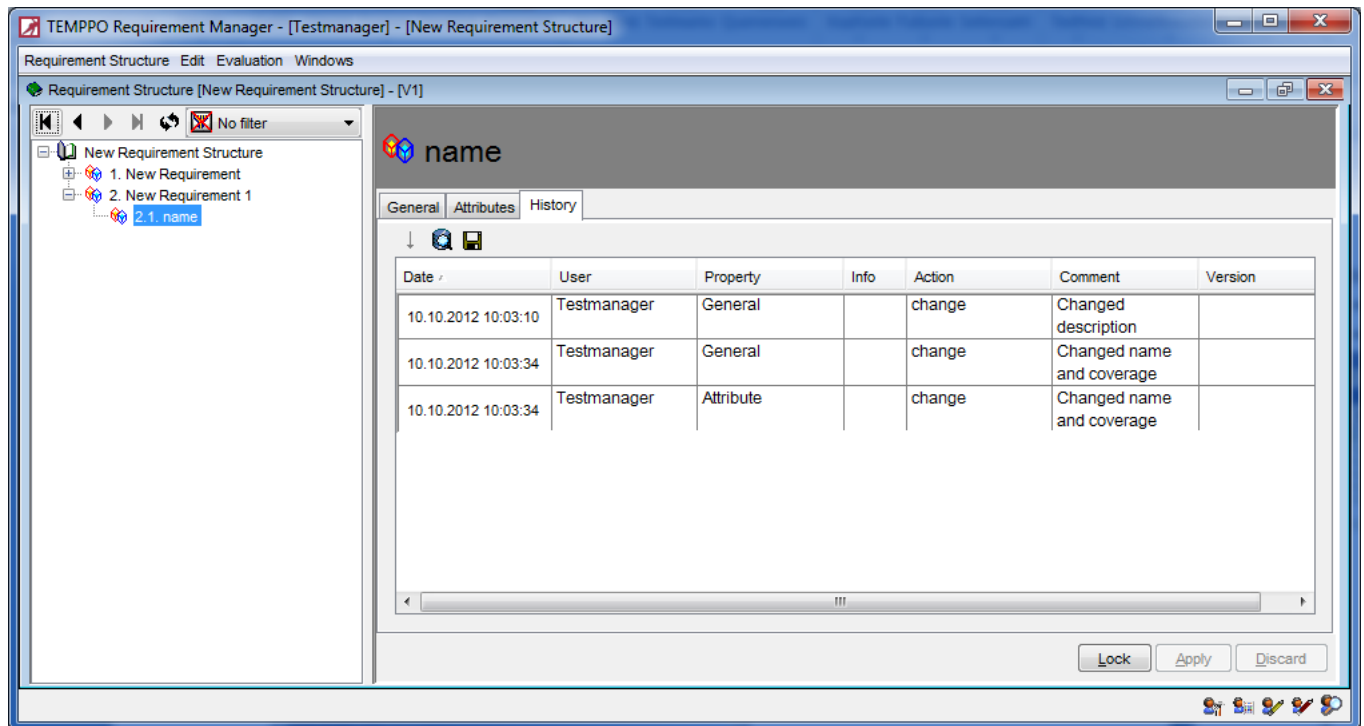 TEMPPO Requirement Manager - [Testmanager] - [New Requirement Structure]
Requirement Structure Edit Evaluation Windows
Requirement Structure [New Requirement Structure] - [V1]
No filter
New Requirement Structure
1. New Requirement
2. New Requirement 1
2.1. name
name
General Attributes History
Date User Property Info Action Comment Version
10.10.2012 10:03:10 Testmanager General change Changed
description
10.10.2012 10:03:34 Testmanager General change Changed name
and coverage
10.10.2012 10:03:34 Testmanager Attribute change Changed name
and coverage
Lock Apply Discard